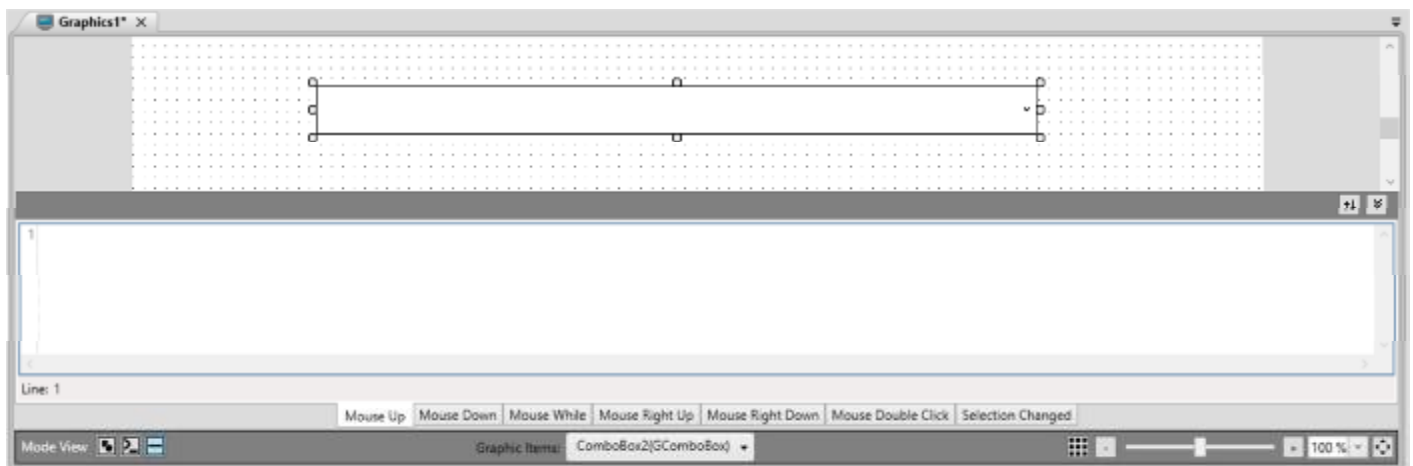 Graphics1*
1
Line: 1
Mouse Up Mouse Down Mouse While Mouse Right Up Mouse Right Down Mouse Double Click Selection Changed
Mode View Graphic Items: ComboBox2(GComboBox) 100 %